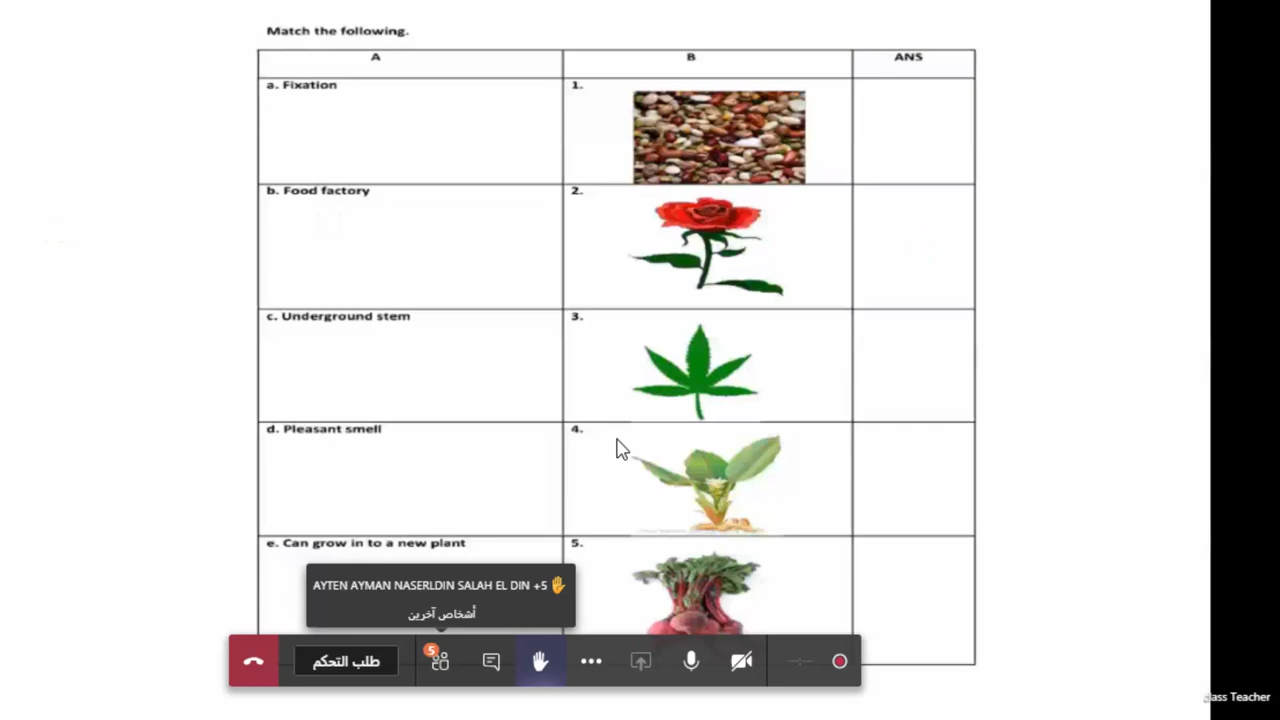 Match the following.
A B ANS
a. Fixation 1.
b. Food factory 2.
c. Underground stem 3.
d. Pleasant smell 4.
e. Can grow in to a new plant 5.
AYTEN AYMAN NASERLDIN SALAH EL DIN +5
أشخاص آخرين
طلب التحكم
5
lass Teacher